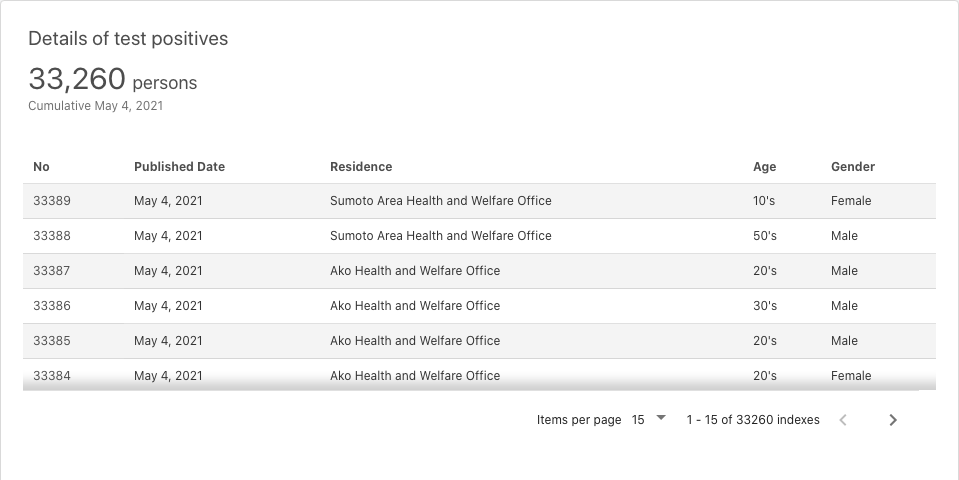 Details of test positives
33,260 persons
Cumulative May 4, 2021
No Published Date Residence Age Gender
33389 May 4, 2021 Sumoto Area Health and Welfare Office 10's Female
33388 May 4, 2021 Sumoto Area Health and Welfare Office 50's Male
33387 May 4, 2021 Ako Health and Welfare Office 20's Male
33386 May 4, 2021 Ako Health and Welfare Office 30's Male
33385 May 4, 2021 Ako Health and Welfare Office 20's Male
33384 May 4, 2021 Ako Health and Welfare Office 20's Female
Items per page 15 1 - 15 of 33260 indexes